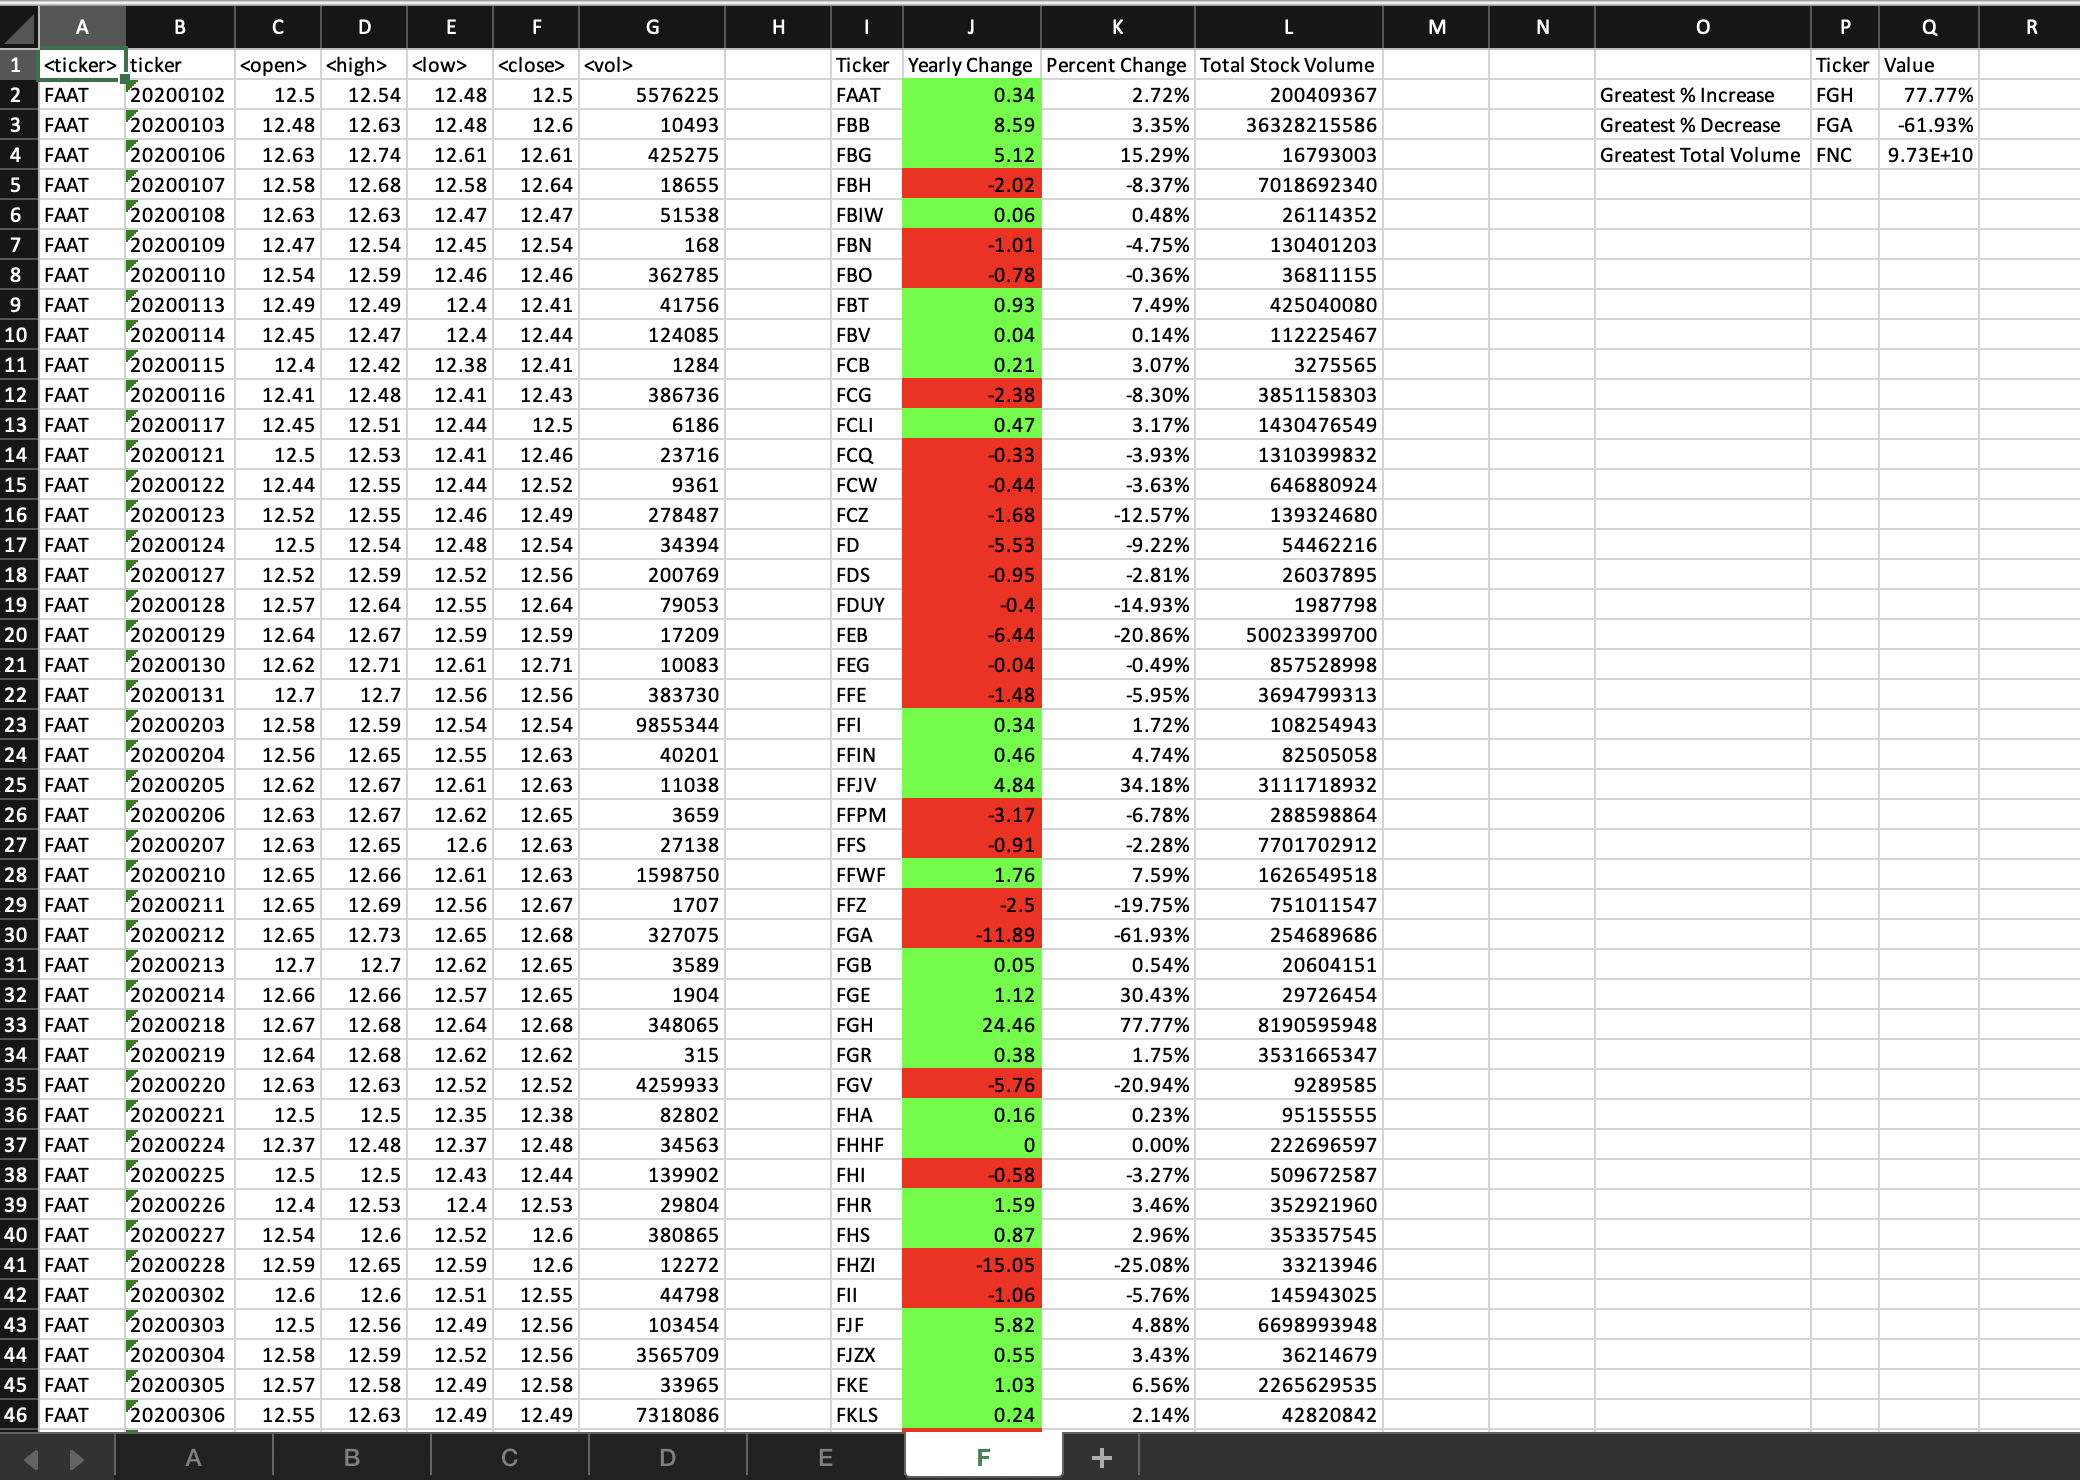 A B C D E F G H I J K L M N O P Q R
1 <ticker> ticker <open> <high> <low> <close> <vol> Ticker Yearly Change Percent Change Total Stock Volume Ticker Value
2 FAAT 20200102 12.5 12.54 12.48 12.5 5576225 FAAT 0.34 2.72% 200409367 Greatest % Increase FGH 77.77%
3 FAAT 20200103 12.48 12.63 12.48 12.6 10493 FBB 8.59 3.35% 36328215586 Greatest % Decrease FGA -61.93%
4 FAAT 20200106 12.63 12.74 12.61 12.61 425275 FBG 5.12 15.29% 16793003 Greatest Total Volume FNC 9.73E+10
5 FAAT 20200107 12.58 12.68 12.58 12.64 18655 FBH -2.02 -8.37% 7018692340
6 FAAT 20200108 12.63 12.63 12.47 12.47 51538 FBIW 0.06 0.48% 26114352
7 FAAT 20200109 12.47 12.54 12.45 12.54 168 FBN -1.01 -4.75% 130401203
8 FAAT 20200110 12.54 12.59 12.46 12.46 362785 FBO -0.78 -0.36% 36811155
9 FAAT 20200113 12.49 12.49 12.4 12.41 41756 FBT 0.93 7.49% 425040080
10 FAAT 20200114 12.45 12.47 12.4 12.44 124085 FBV 0.04 0.14% 112225467
11 FAAT 20200115 12.4 12.42 12.38 12.41 1284 FCB 0.21 3.07% 3275565
12 FAAT 20200116 12.41 12.48 12.41 12.43 386736 FCG -2.38 -8.30% 3851158303
13 FAAT 20200117 12.45 12.51 12.44 12.5 6186 FCLI 0.47 3.17% 1430476549
14 FAAT 20200121 12.5 12.53 12.41 12.46 23716 FCQ -0.33 -3.93% 1310399832
15 FAAT 20200122 12.44 12.55 12.44 12.52 9361 FCW -0.44 -3.63% 646880924
16 FAAT 20200123 12.52 12.55 12.46 12.49 278487 FCZ -1.68 -12.57% 139324680
17 FAAT 20200124 12.5 12.54 12.48 12.54 34394 FD -5.53 -9.22% 54462216
18 FAAT 20200127 12.52 12.59 12.52 12.56 200769 FDS -0.95 -2.81% 26037895
19 FAAT 20200128 12.57 12.64 12.55 12.64 79053 FDUY -0.4 -14.93% 1987798
20 FAAT 20200129 12.64 12.67 12.59 12.59 17209 FEB -6.44 -20.86% 50023399700
21 FAAT 20200130 12.62 12.71 12.61 12.71 10083 FEG -0.04 -0.49% 857528998
22 FAAT 20200131 12.7 12.7 12.56 12.56 383730 FFE -1.48 -5.95% 3694799313
23 FAAT 20200203 12.58 12.59 12.54 12.54 9855344 FFI 0.34 1.72% 108254943
24 FAAT 20200204 12.56 12.65 12.55 12.63 40201 FFIN 0.46 4.74% 82505058
25 FAAT 20200205 12.62 12.67 12.61 12.63 11038 FFJV 4.84 34.18% 3111718932
26 FAAT 20200206 12.63 12.67 12.62 12.65 3659 FFPM -3.17 -6.78% 288598864
27 FAAT 20200207 12.63 12.65 12.6 12.63 27138 FFS -0.91 -2.28% 7701702912
28 FAAT 20200210 12.65 12.66 12.61 12.63 1598750 FFWF 1.76 7.59% 1626549518
29 FAAT 20200211 12.65 12.69 12.56 12.67 1707 FFZ -2.5 -19.75% 751011547
30 FAAT 20200212 12.65 12.73 12.65 12.68 327075 FGA -11.89 -61.93% 254689686
31 FAAT 20200213 12.7 12.7 12.62 12.65 3589 FGB 0.05 0.54% 20604151
32 FAAT 20200214 12.66 12.66 12.57 12.65 1904 FGE 1.12 30.43% 29726454
33 FAAT 20200218 12.67 12.68 12.64 12.68 348065 FGH 24.46 77.77% 8190595948
34 FAAT 20200219 12.64 12.68 12.62 12.62 315 FGR 0.38 1.75% 3531665347
35 FAAT 20200220 12.63 12.63 12.52 12.52 4259933 FGV -5.76 -20.94% 9289585
36 FAAT 20200221 12.5 12.5 12.35 12.38 82802 FHA 0.16 0.23% 95155555
37 FAAT 20200224 12.37 12.48 12.37 12.48 34563 FHHF 0 0.00% 222696597
38 FAAT 20200225 12.5 12.5 12.43 12.44 139902 FHI -0.58 -3.27% 509672587
39 FAAT 20200226 12.4 12.53 12.4 12.53 29804 FHR 1.59 3.46% 352921960
40 FAAT 20200227 12.54 12.6 12.52 12.6 380865 FHS 0.87 2.96% 353357545
41 FAAT 20200228 12.59 12.65 12.59 12.6 12272 FHZI -15.05 -25.08% 33213946
42 FAAT 20200302 12.6 12.6 12.51 12.55 44798 FII -1.06 -5.76% 145943025
43 FAAT 20200303 12.5 12.56 12.49 12.56 103454 FJF 5.82 4.88% 6698993948
44 FAAT 20200304 12.58 12.59 12.52 12.56 3565709 FJZX 0.55 3.43% 36214679
45 FAAT 20200305 12.57 12.58 12.49 12.58 33965 FKE 1.03 6.56% 2265629535
46 FAAT 20200306 12.55 12.63 12.49 12.49 7318086 FKLS 0.24 2.14% 42820842
A B C D E F +